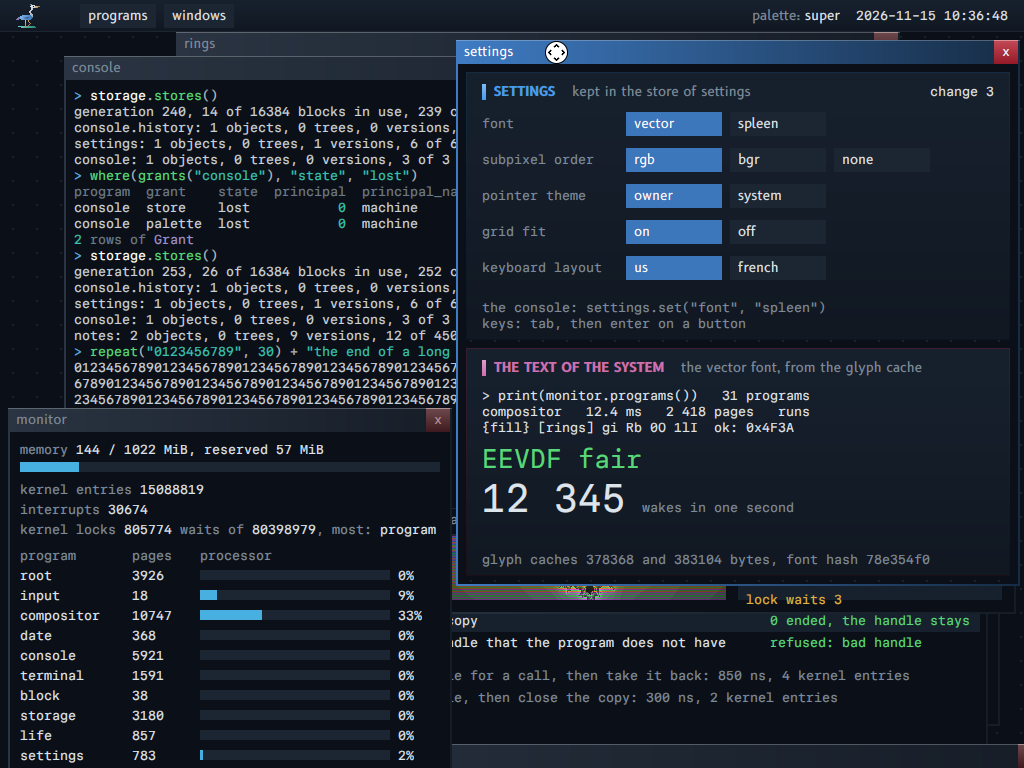 programs windows palette: super 2026-11-15 10:36:48
rings
console
> storage.stores()
generation 240, 14 of 16384 blocks in use, 239 c
console.history: 1 objects, 0 trees, 0 versions,
settings: 1 objects, 0 trees, 1 versions, 6 of 6
console: 1 objects, 0 trees, 0 versions, 3 of 3
> where(grants("console"), "state", "lost")
program grant state principal principal_na
console store lost 0 machine
console palette lost 0 machine
2 rows of Grant
> storage.stores()
generation 253, 26 of 16384 blocks in use, 252 c
console.history: 1 objects, 0 trees, 0 versions,
settings: 1 objects, 0 trees, 1 versions, 6 of 6
console: 1 objects, 0 trees, 0 versions, 3 of 3
notes: 2 objects, 0 trees, 9 versions, 12 of 450
> repeat("0123456789", 30) + "the end of a long
012345678901234567890123456789012345678901234567
678901234567890123456789012345678901234567890123
234567890123456789012345678901234567890123456789
settings x
SETTINGS kept in the store of settings change 3
font vector spleen
subpixel order rgb bgr none
pointer theme owner system
grid fit on off
keyboard layout us french
the console: settings.set("font", "spleen")
keys: tab, then enter on a button
THE TEXT OF THE SYSTEM the vector font, from the glyph cache
> print(monitor.programs()) 31 programs
compositor 12.4 ms 2 418 pages runs
{fill} [rings] gi Rb 0O 1lI ok: 0x4F3A
EEVDF fair
12 345 wakes in one second
glyph caches 378368 and 383104 bytes, font hash 78e354f0
monitor x
memory 144 / 1022 MiB, reserved 57 MiB
kernel entries 15088819
interrupts 30674
kernel locks 805774 waits of 80398979, most: program
program pages processor
root 3926 0%
input 18 9%
compositor 10747 33%
date 368 0%
console 5921 0%
terminal 1591 0%
block 38 0%
storage 3180 0%
life 857 0%
settings 783 2%
lock waits 3
copy 0 ended, the handle stays
ndle that the program does not have refused: bad handle
le for a call, then take it back: 850 ns, 4 kernel entries
le, then close the copy: 300 ns, 2 kernel entries